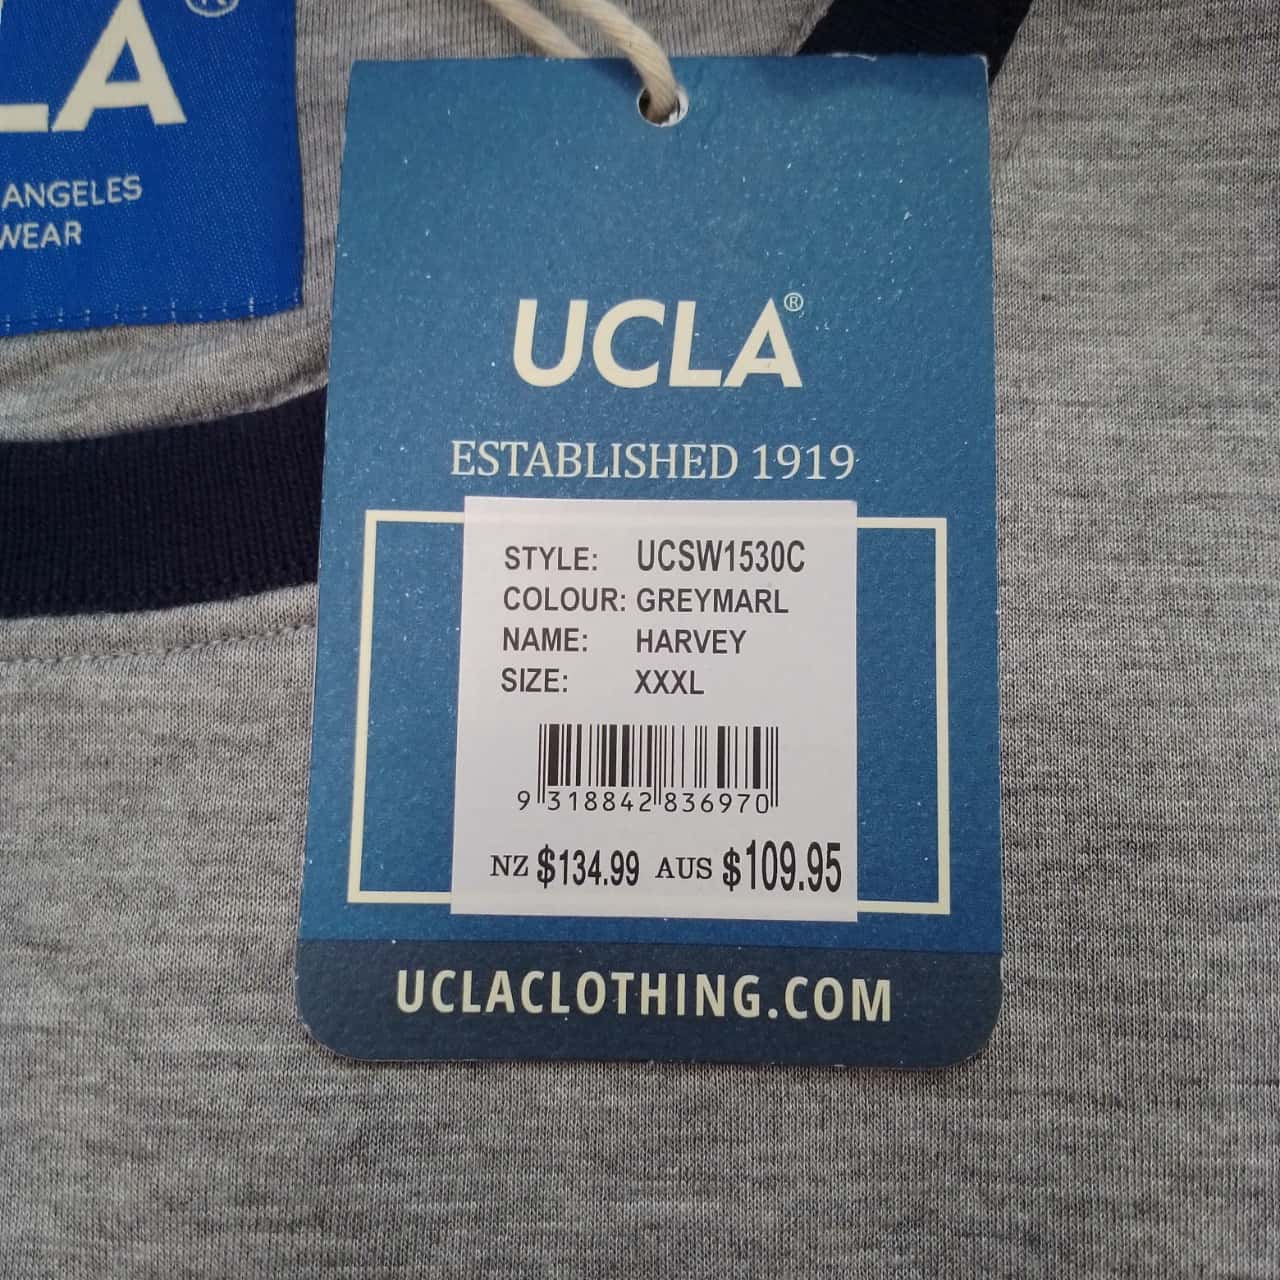 LA®
ANGELES
WEAR
UCLA®
ESTABLISHED 1919
STYLE: UCSW1530C
COLOUR: GREYMARL
NAME: HARVEY
SIZE: XXXL
9 318842 836970
NZ $134.99 AUS $109.95
UCLACLOTHING.COM